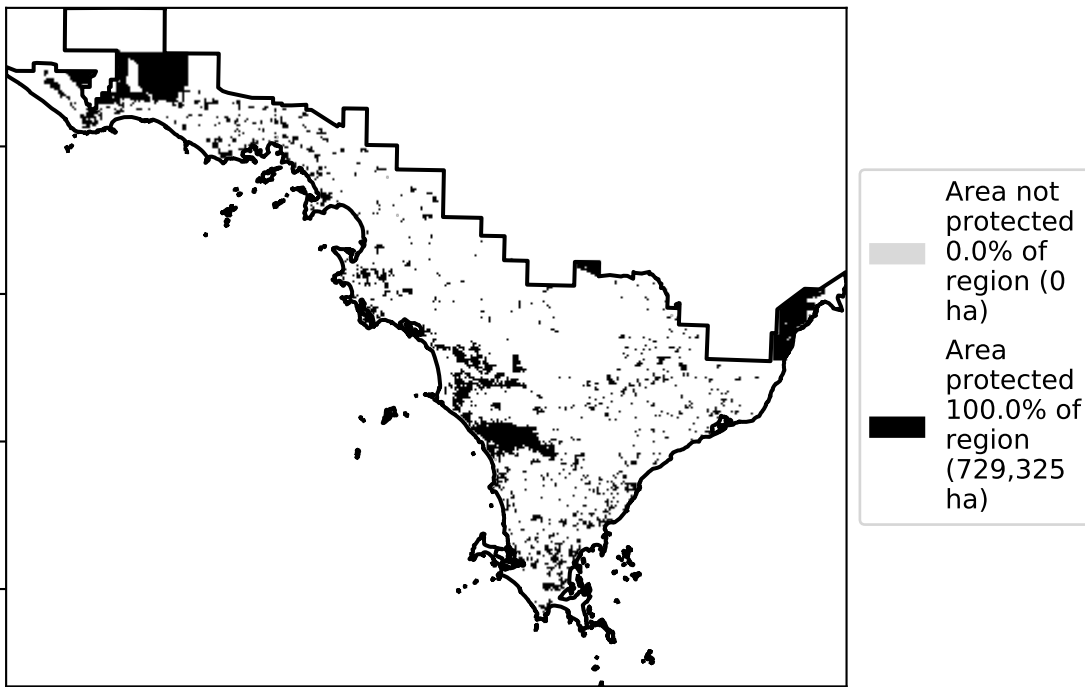 Area not
protected
0.0% of
region (0
ha)
Area
protected
100.0% of
region
(729,325
ha)